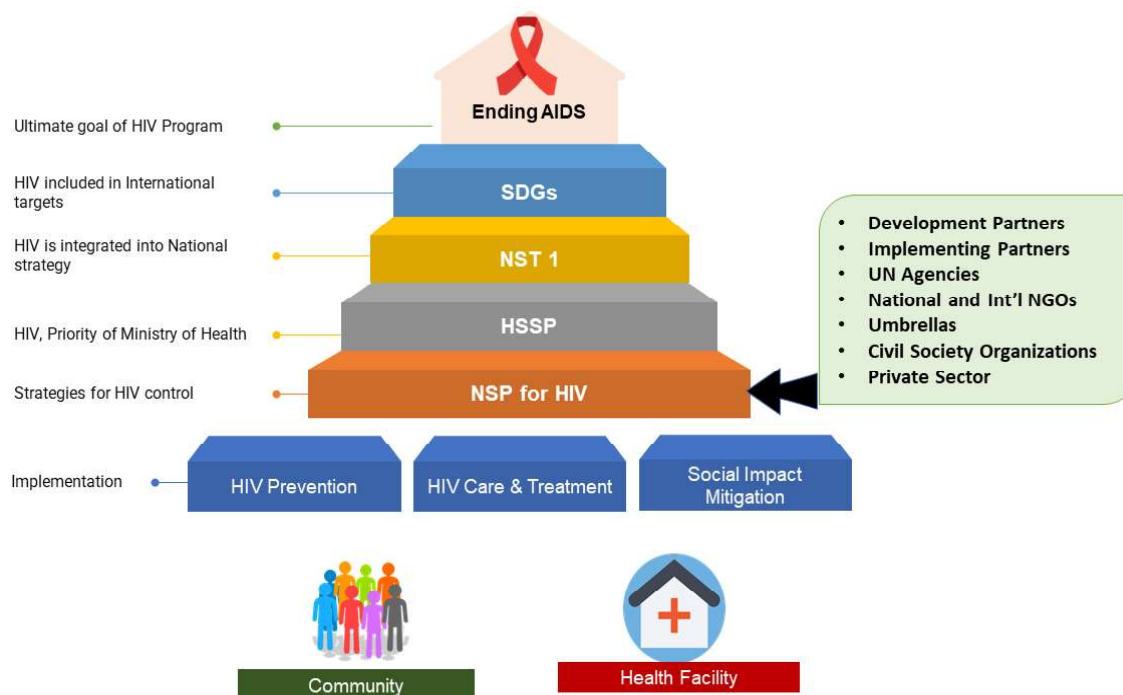 Ending AIDS
Ultimate goal of HIV Program
HIV included in International
targets
SDGs
HIV is integrated into National
strategy
NST 1
HIV, Priority of Ministry of Health
HSSP
Strategies for HIV control
NSP for HIV
• Development Partners
• Implementing Partners
• UN Agencies
• National and Int'l NGOs
• Umbrellas
• Civil Society Organizations
• Private Sector
Implementation
HIV Prevention
HIV Care & Treatment
Social Impact
Mitigation
Community
Health Facility